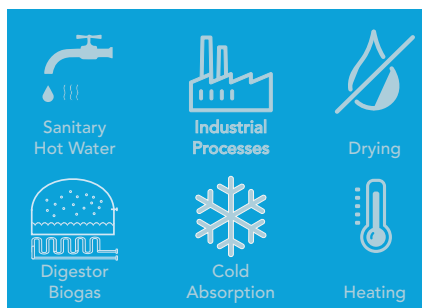 Sanitary
Hot Water
Industrial
Processes
Drying
Digestor
Biogas
Cold
Absorption
Heating